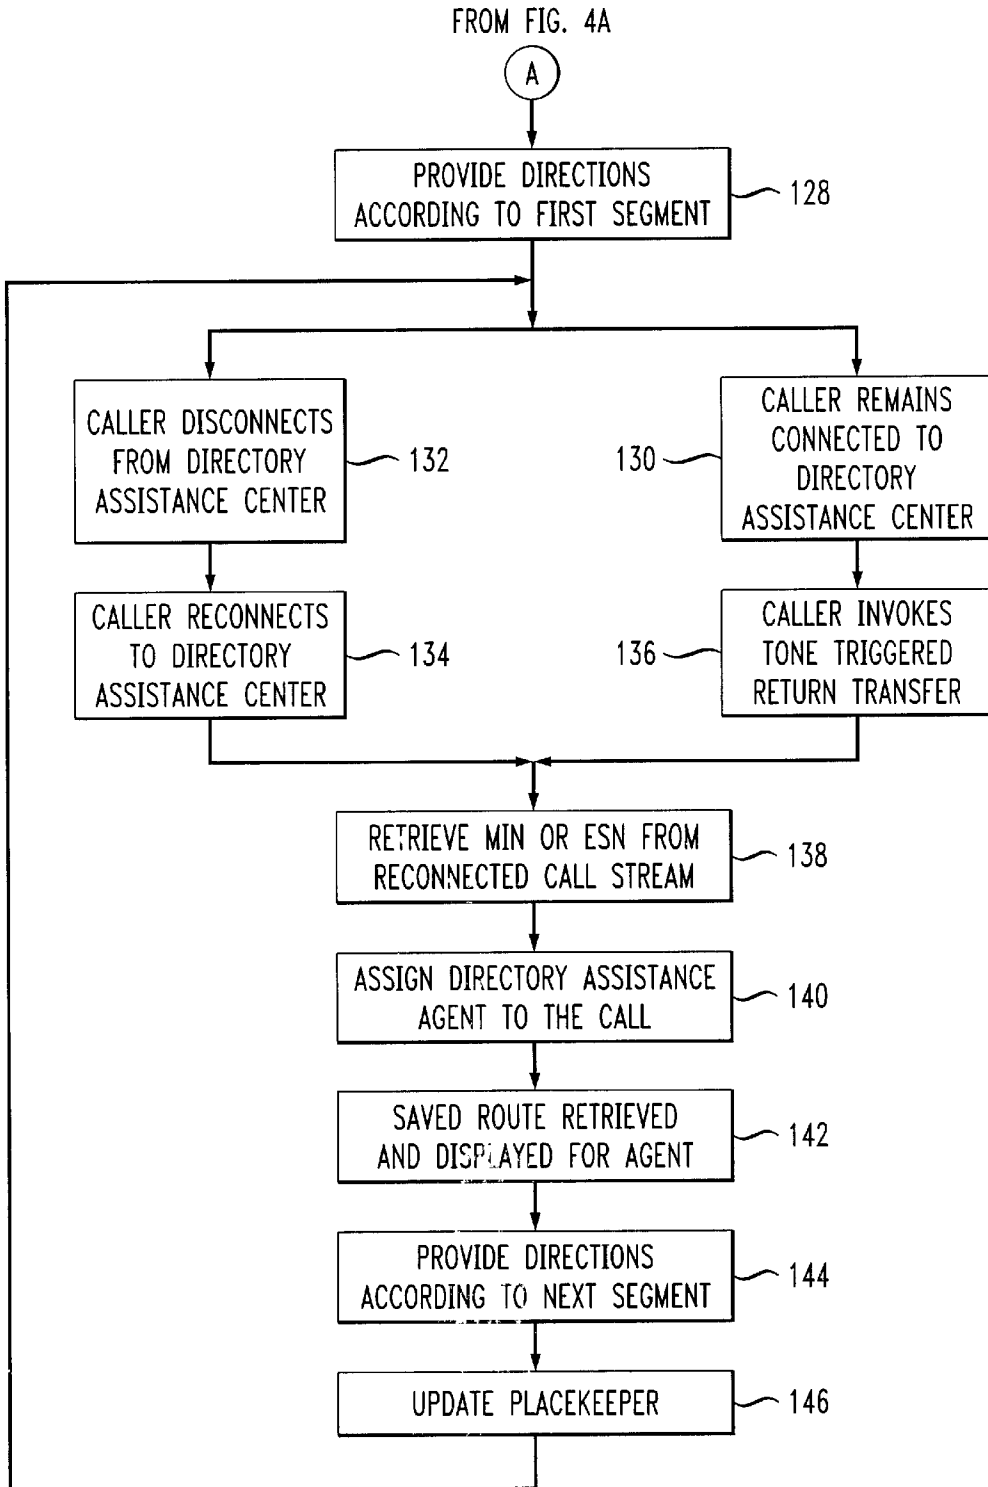 FROM FIG. 4A
A
PROVIDE DIRECTIONS
ACCORDING TO FIRST SEGMENT
128
CALLER DISCONNECTS
FROM DIRECTORY
ASSISTANCE CENTER
132
CALLER REMAINS
CONNECTED TO
DIRECTORY
ASSISTANCE CENTER
130
CALLER RECONNECTS
TO DIRECTORY
ASSISTANCE CENTER
134
CALLER INVOKES
TONE TRIGGERED
RETURN TRANSFER
136
RETRIEVE MIN OR ESN FROM
RECONNECTED CALL STREAM
138
ASSIGN DIRECTORY ASSISTANCE
AGENT TO THE CALL
140
SAVED ROUTE RETRIEVED
AND DISPLAYED FOR AGENT
142
PROVIDE DIRECTIONS
ACCORDING TO NEXT SEGMENT
144
UPDATE PLACEKEEPER
146